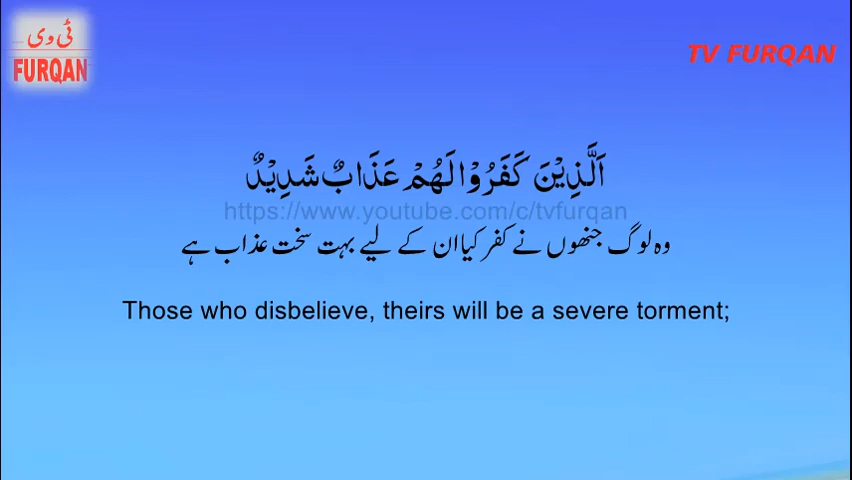 ٹی وی
FURQAN
TV FURQAN
اَلَّذِيْنَ كَفَرُوْا لَهُمْ عَذَابٌ شَدِيْدٌ
https://www.youtube.com/c/tvfurqan
وہ لوگ جنھوں نے کفر کیا ان کے لیے بہت سخت عذاب ہے
Those who disbelieve, theirs will be a severe torment;